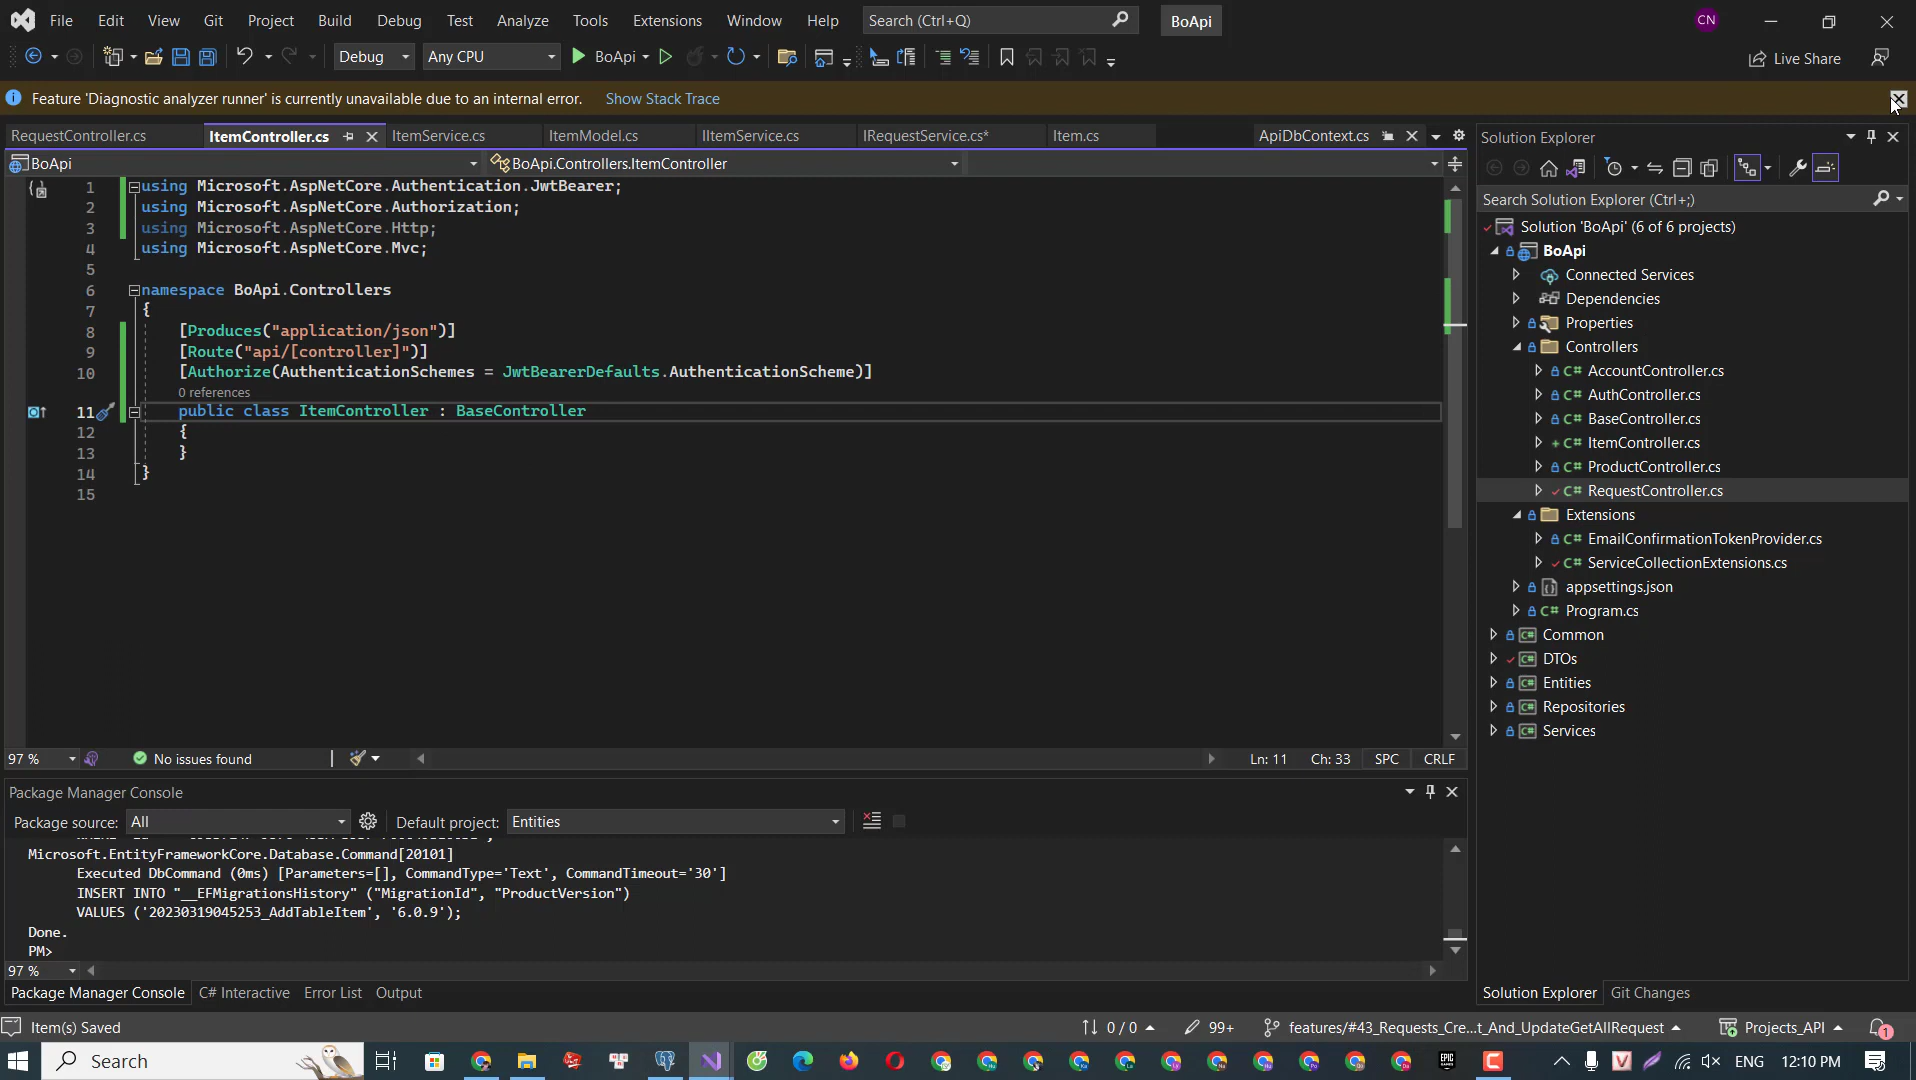 File Edit View Git Project Build Debug Test Analyze Tools Extensions Window Help Search (Ctrl+Q) BoApi CN
Debug Any CPU BoApi Live Share
Feature 'Diagnostic analyzer runner' is currently unavailable due to an internal error. Show Stack Trace
RequestController.cs ItemController.cs ItemService.cs ItemModel.cs IItemService.cs IRequestService.cs* Item.cs ApiDbContext.cs
BoApi BoApi.Controllers.ItemController
1 using Microsoft.AspNetCore.Authentication.JwtBearer;
2 using Microsoft.AspNetCore.Authorization;
3 using Microsoft.AspNetCore.Http;
4 using Microsoft.AspNetCore.Mvc;
5
6 namespace BoApi.Controllers
7 {
8 [Produces("application/json")]
9 [Route("api/[controller]")]
10 [Authorize(AuthenticationSchemes = JwtBearerDefaults.AuthenticationScheme)]
0 references
11 public class ItemController : BaseController
12 {
13 }
14 }
15
97 % No issues found Ln: 11 Ch: 33 SPC CRLF
Package Manager Console
Package source: All Default project: Entities
Microsoft.EntityFrameworkCore.Database.Command[20101]
Executed DbCommand (0ms) [Parameters=[], CommandType='Text', CommandTimeout='30']
INSERT INTO "__EFMigrationsHistory" ("MigrationId", "ProductVersion")
VALUES ('20230319045253_AddTableItem', '6.0.9');
Done.
PM>
97 %
Package Manager Console C# Interactive Error List Output
Solution Explorer
Search Solution Explorer (Ctrl+;)
Solution 'BoApi' (6 of 6 projects)
BoApi
Connected Services
Dependencies
Properties
Controllers
C# AccountController.cs
C# AuthController.cs
C# BaseController.cs
C# ItemController.cs
C# ProductController.cs
C# RequestController.cs
Extensions
C# EmailConfirmationTokenProvider.cs
C# ServiceCollectionExtensions.cs
appsettings.json
C# Program.cs
C# Common
C# DTOs
C# Entities
C# Repositories
C# Services
Solution Explorer Git Changes
Item(s) Saved 0 / 0 99+ features/#43_Requests_Cre...t_And_UpdateGetAllRequest Projects_API 1
Search ENG 12:10 PM